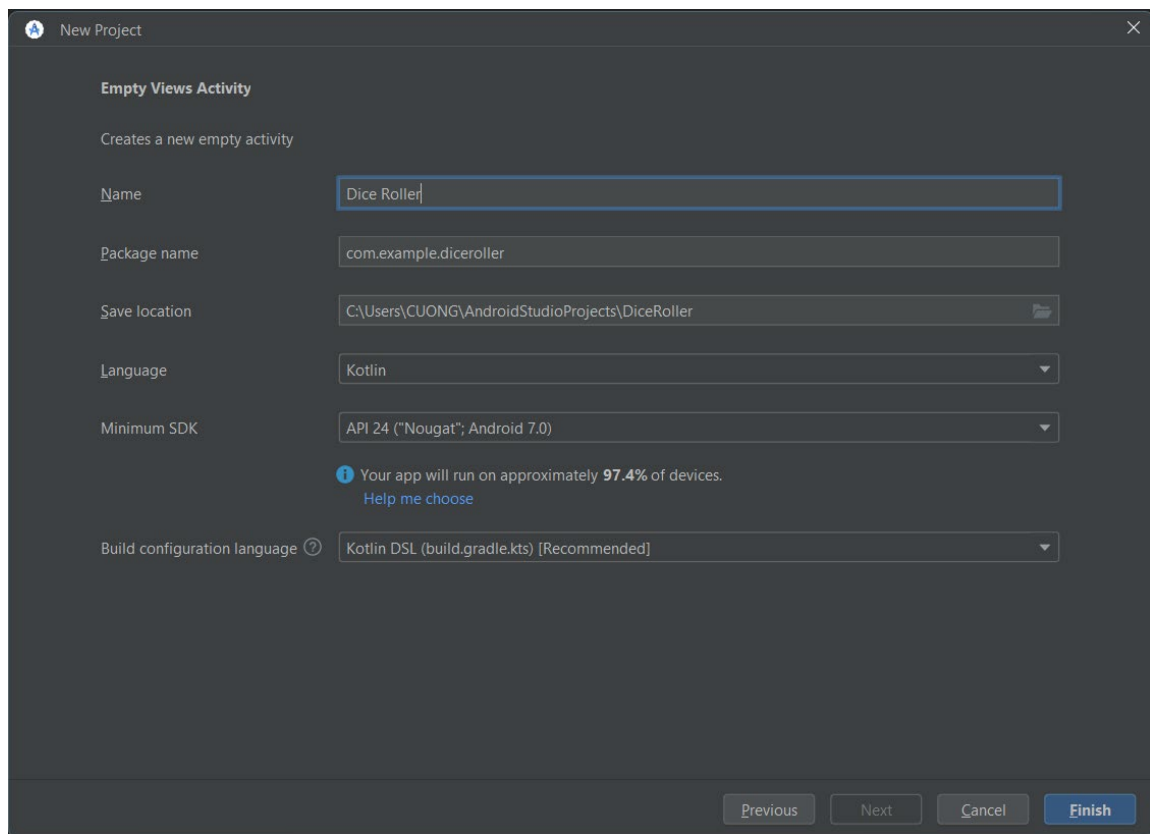 New Project
Empty Views Activity
Creates a new empty activity
Name
Dice Roller
Package name
com.example.diceroller
Save location
C:\Users\CUONG\AndroidStudioProjects\DiceRoller
Language
Kotlin
Minimum SDK
API 24 ("Nougat"; Android 7.0)
Your app will run on approximately 97.4% of devices.
Help me choose
Build configuration language
Kotlin DSL (build.gradle.kts) [Recommended]
Previous
Next
Cancel
Finish